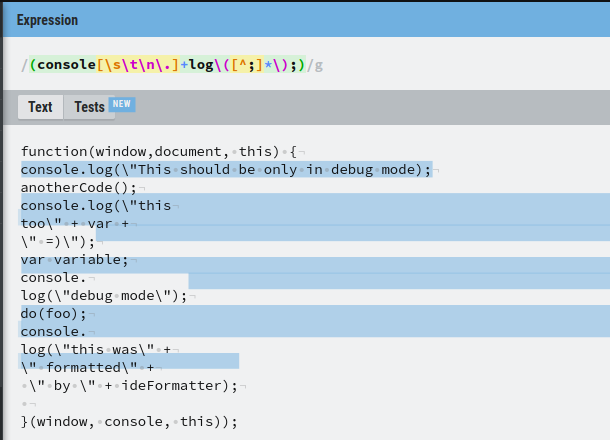 Expression
/(console[\s\t\n\.]+log\([^;]*\);)/g
Text Tests NEW
function(window,document,·this)·{¬
console.log(\"This·should·be·only·in·debug·mode);¬
anotherCode();¬
console.log(\"this¬
too\"·+·var·+¬
\"·=)\");¬
var·variable;¬
console.¬
log(\"debug·mode\");¬
do(foo);¬
console.¬
log(\"this·was\"·+¬
\"·formatted\"·+¬
·\"·by·\"·+·ideFormatter);¬
·¬
}(window,·console,·this));